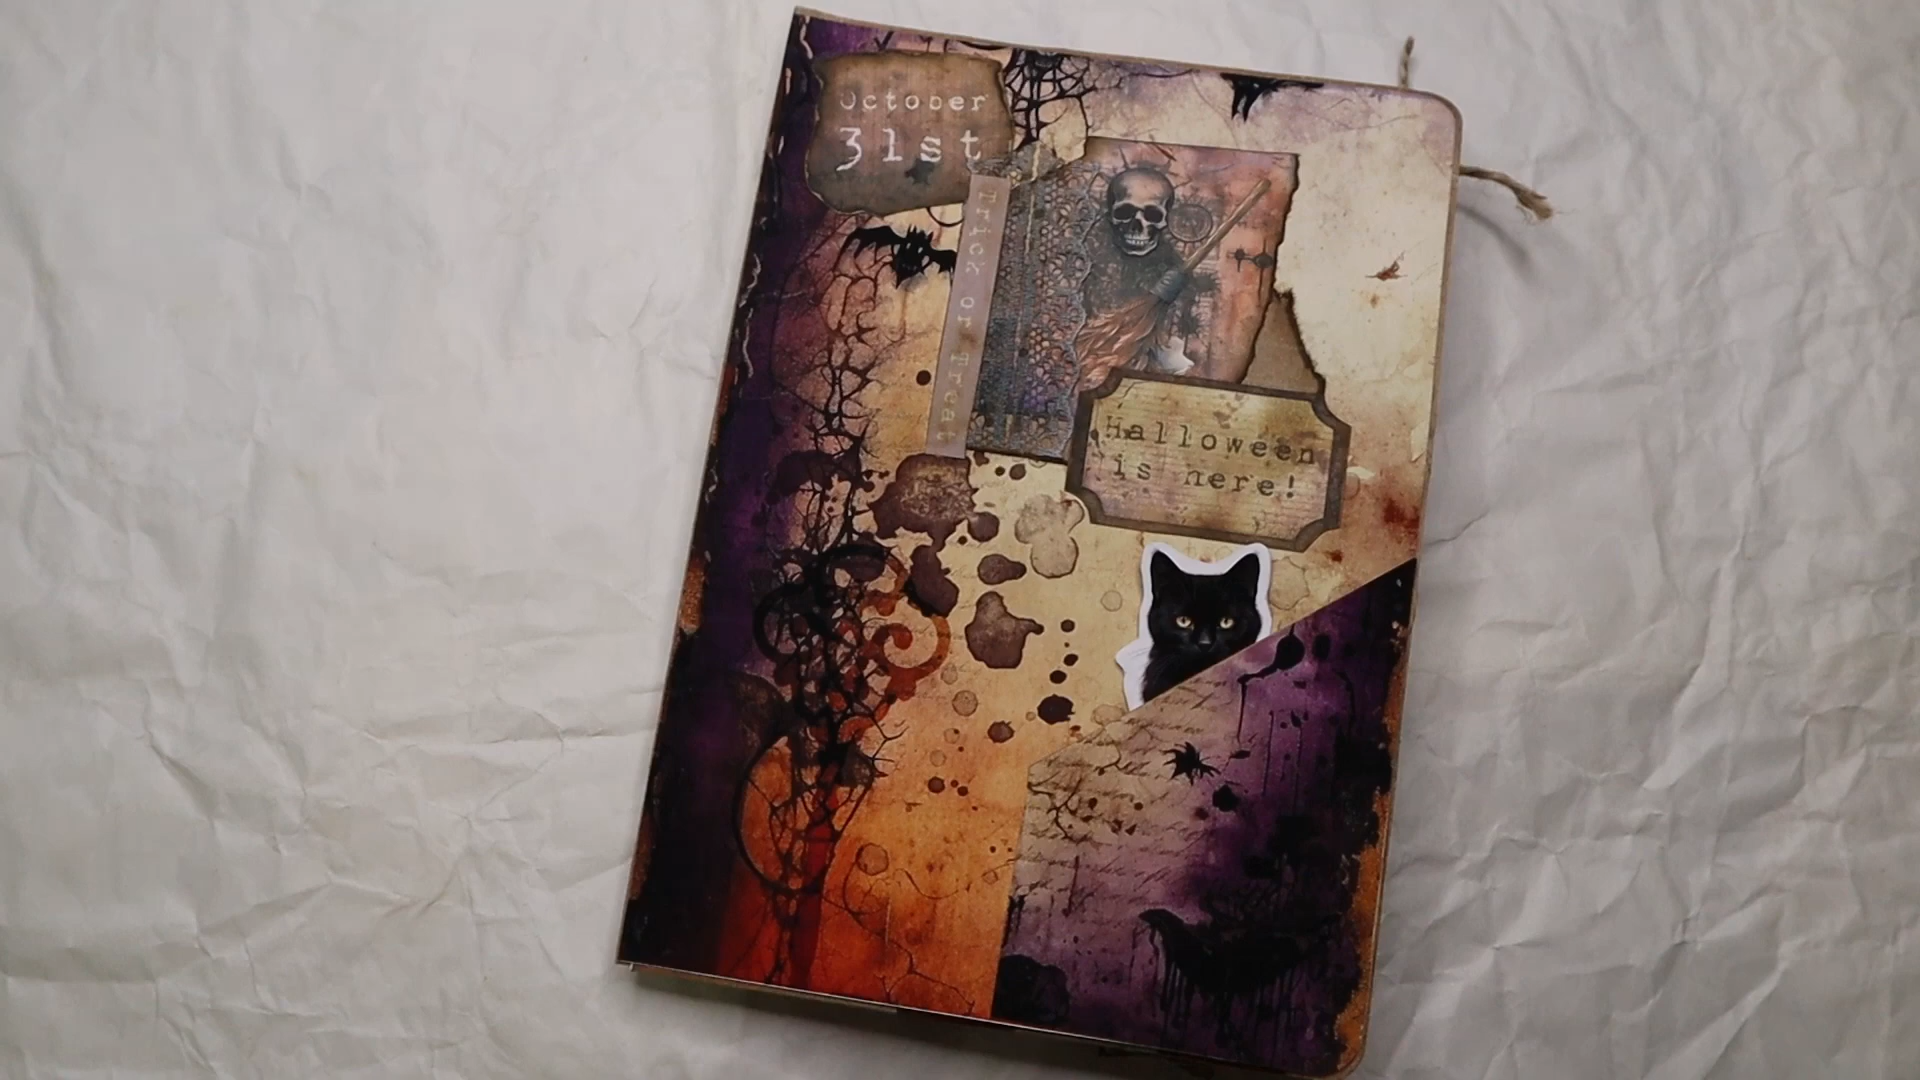 October
31st
Trick or Treat
Halloween
is here!